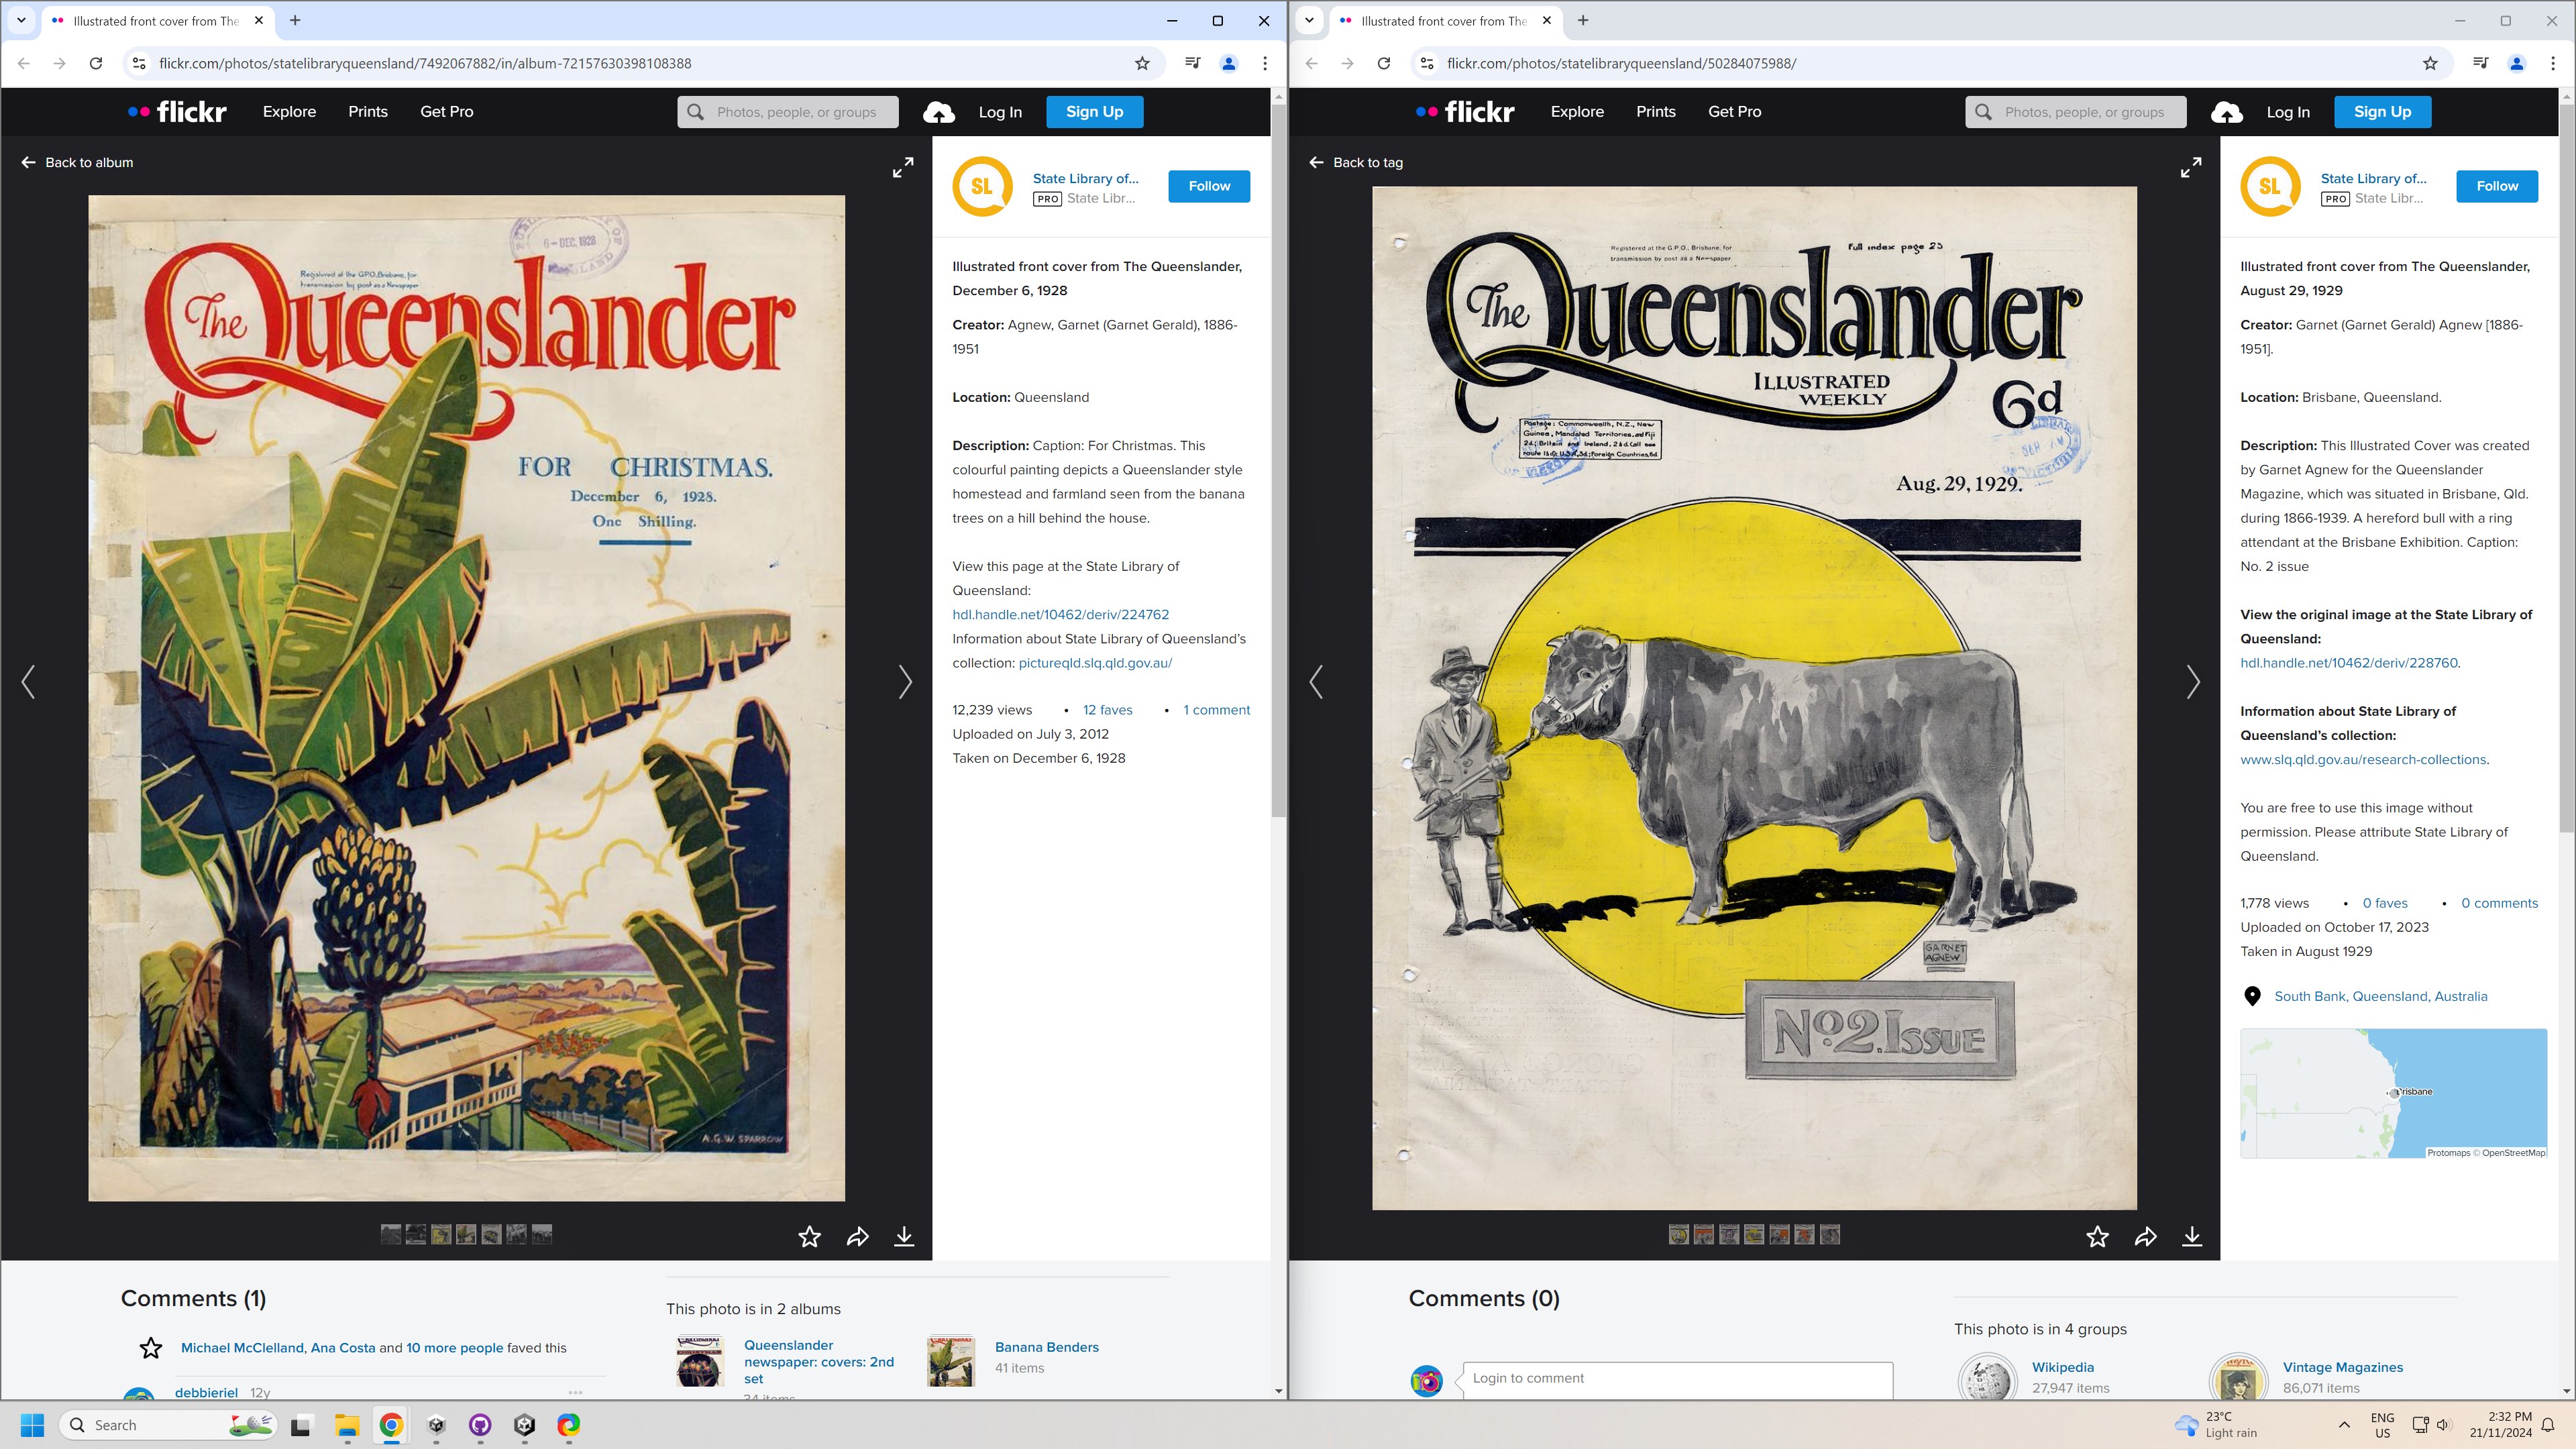 Illustrated front cover from The
flickr.com/photos/statelibraryqueensland/7492067882/in/album-72157630398108388
flickr
Explore
Prints
Get Pro
Photos, people, or groups
Log In
Sign Up
Back to album
6-DEC.1928
Registered at the G.P.O. Brisbane, for
transmission by post as a Newspaper
The Queenslander
FOR CHRISTMAS.
December 6, 1928.
One Shilling.
A.G.W. SPARROW
SL
State Library of...
PRO State Libr...
Follow
Illustrated front cover from The Queenslander,
December 6, 1928
Creator: Agnew, Garnet (Garnet Gerald), 1886-
1951
Location: Queensland
Description: Caption: For Christmas. This
colourful painting depicts a Queenslander style
homestead and farmland seen from the banana
trees on a hill behind the house.
View this page at the State Library of
Queensland:
hdl.handle.net/10462/deriv/224762
Information about State Library of Queensland's
collection: pictureqld.slq.qld.gov.au/
12,239 views • 12 faves • 1 comment
Uploaded on July 3, 2012
Taken on December 6, 1928
Comments (1)
Michael McClelland, Ana Costa and 10 more people faved this
debbieriel 12y
This photo is in 2 albums
Queenslander
newspaper: covers: 2nd
set
34 items
Banana Benders
41 items
Illustrated front cover from The
flickr.com/photos/statelibraryqueensland/50284075988/
flickr
Explore
Prints
Get Pro
Photos, people, or groups
Log In
Sign Up
Back to tag
Registered at the G.P.O., Brisbane, for
transmission by post as a Newspaper
Full index page 23
The Queenslander
ILLUSTRATED
WEEKLY
6d
Postage: Commonwealth, N.Z., New
Guinea, Mandated Territories, and Fiji
Aug. 29, 1929.
GARNET
AGNEW
No. 2. ISSUE
SL
State Library of...
PRO State Libr...
Follow
Illustrated front cover from The Queenslander,
August 29, 1929
Creator: Garnet (Garnet Gerald) Agnew [1886-
1951].
Location: Brisbane, Queensland.
Description: This Illustrated Cover was created
by Garnet Agnew for the Queenslander
Magazine, which was situated in Brisbane, Qld.
during 1866-1939. A hereford bull with a ring
attendant at the Brisbane Exhibition. Caption:
No. 2 issue
View the original image at the State Library of
Queensland:
hdl.handle.net/10462/deriv/228760.
Information about State Library of
Queensland's collection:
www.slq.qld.gov.au/research-collections.
You are free to use this image without
permission. Please attribute State Library of
Queensland.
1,778 views • 0 faves • 0 comments
Uploaded on October 17, 2023
Taken in August 1929
South Bank, Queensland, Australia
Brisbane
Protomaps © OpenStreetMap
Comments (0)
Login to comment
This photo is in 4 groups
Wikipedia
27,947 items
Vintage Magazines
86,071 items
Search
23°C
Light rain
ENG
US
2:32 PM
21/11/2024